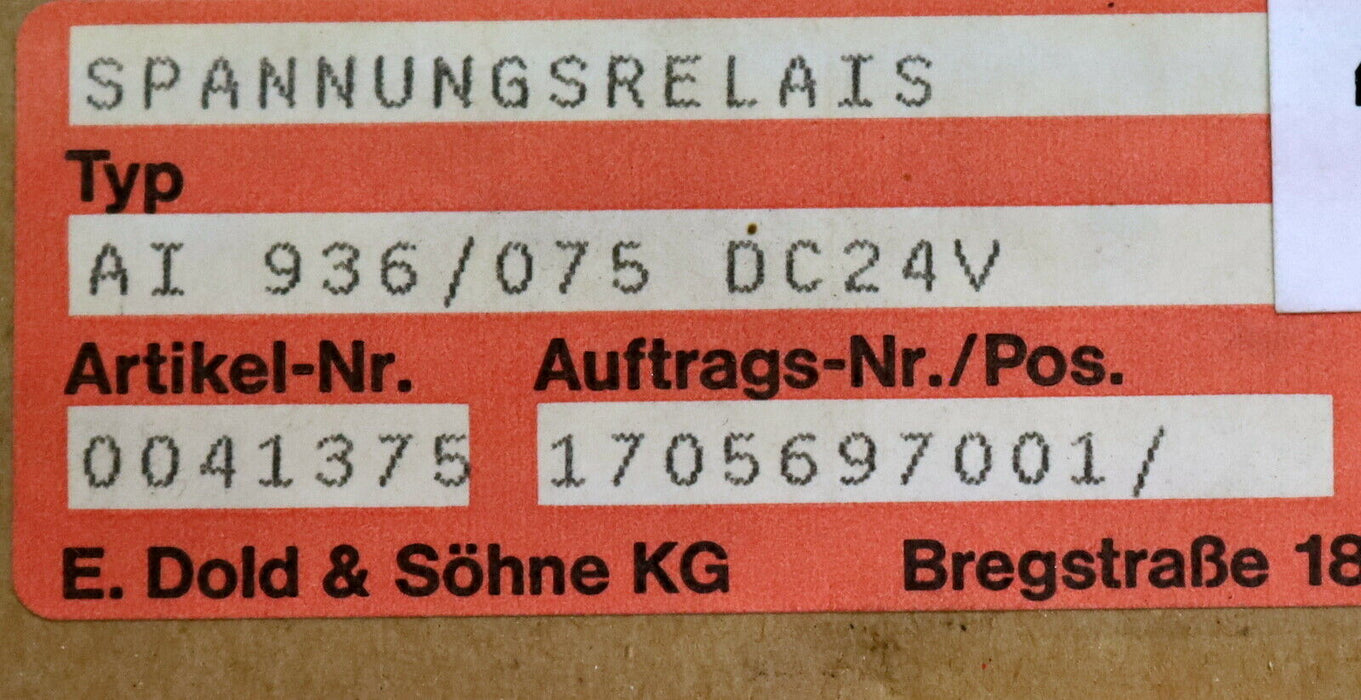 SPANNUNGSRELAIS
Typ
AI 936/075 DC24V
Artikel-Nr. Auftrags-Nr./Pos.
0041375 1705697001/
E. Dold & Söhne KG Bregstraße 18